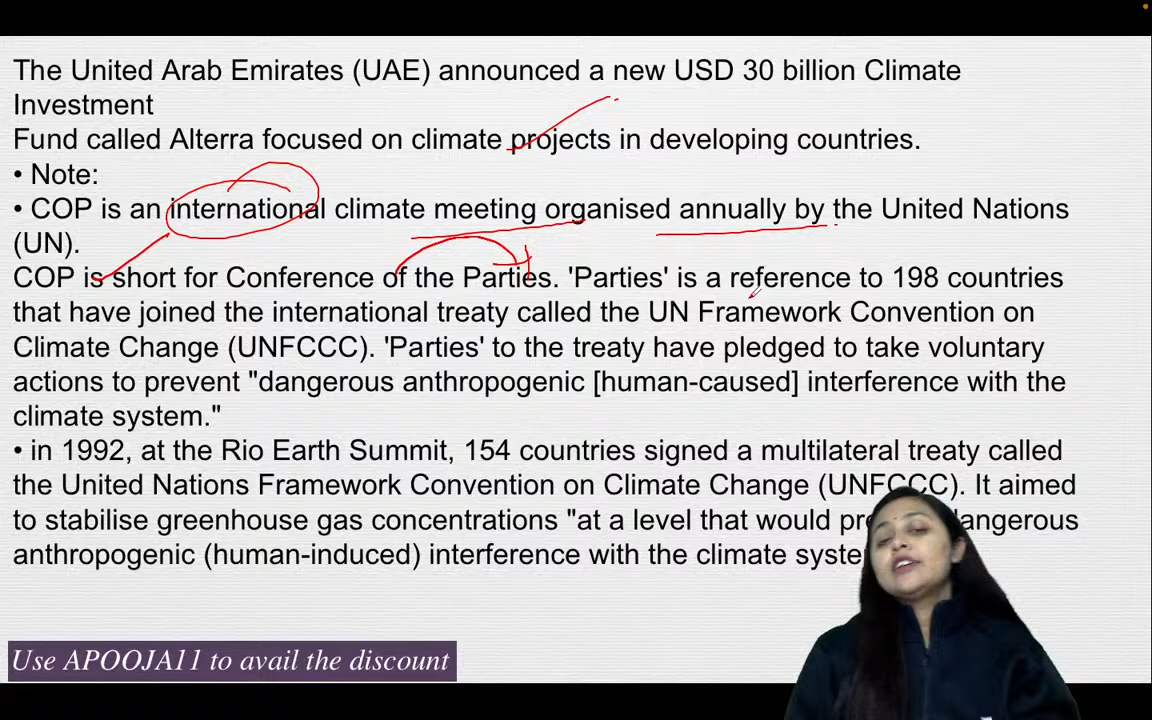 The United Arab Emirates (UAE) announced a new USD 30 billion Climate
Investment
Fund called Alterra focused on climate projects in developing countries.
• Note:
• COP is an international climate meeting organised annually by the United Nations
(UN).
COP is short for Conference of the Parties. 'Parties' is a reference to 198 countries
that have joined the international treaty called the UN Framework Convention on
Climate Change (UNFCCC). 'Parties' to the treaty have pledged to take voluntary
actions to prevent "dangerous anthropogenic [human-caused] interference with the
climate system."
• in 1992, at the Rio Earth Summit, 154 countries signed a multilateral treaty called
the United Nations Framework Convention on Climate Change (UNFCCC). It aimed
to stabilise greenhouse gas concentrations "at a level that would dangerous
anthropogenic (human-induced) interference with the climate
Use APOOJA11 to avail the discount